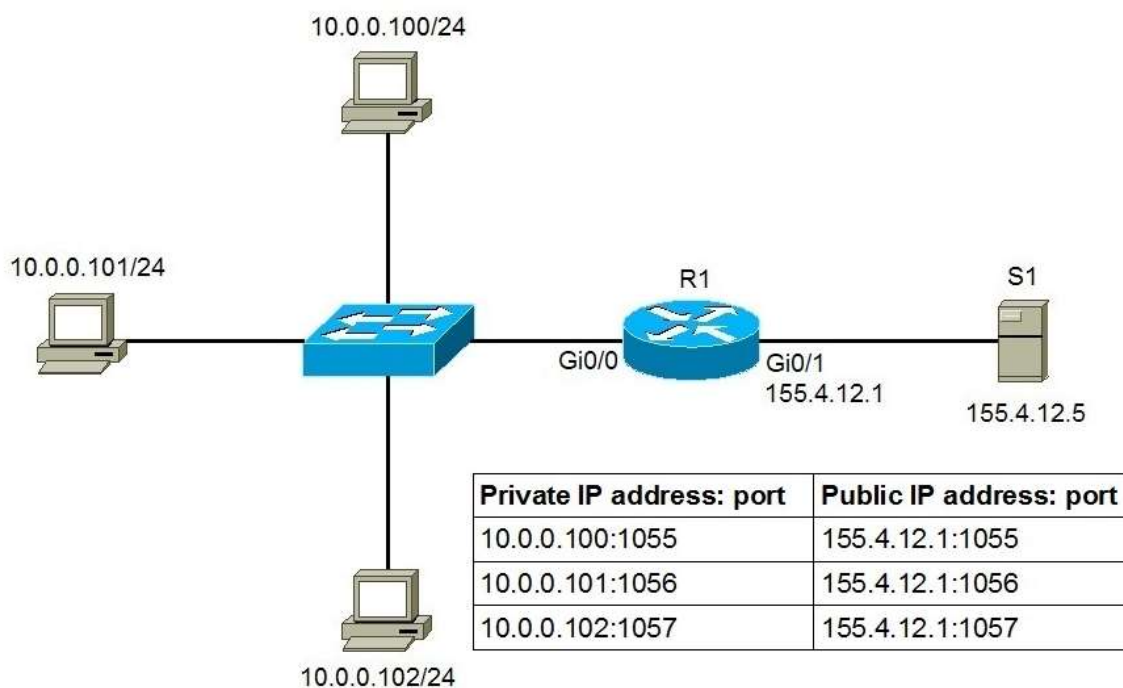 10.0.0.100/24
10.0.0.101/24
R1
S1
Gi0/0
Gi0/1
155.4.12.1
155.4.12.5
Private IP address: port Public IP address: port
10.0.0.100:1055 155.4.12.1:1055
10.0.0.101:1056 155.4.12.1:1056
10.0.0.102:1057 155.4.12.1:1057
10.0.0.102/24